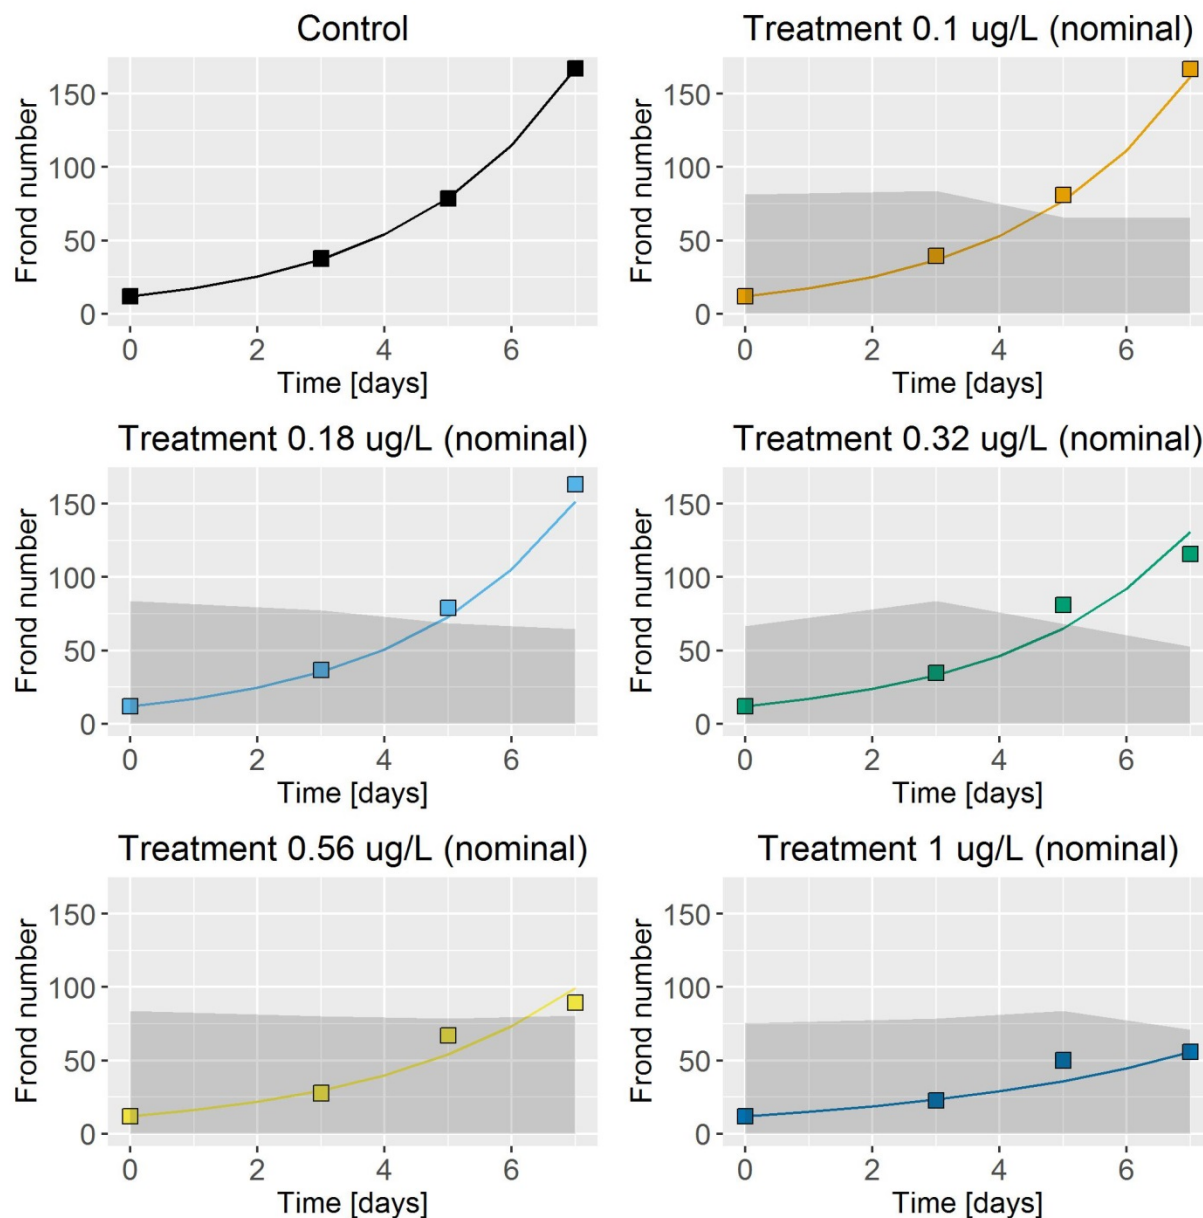 Control
Frond number
150
100
50
0
0 2 4 6
Time [days]
Treatment 0.1 ug/L (nominal)
Frond number
150
100
50
0
0 2 4 6
Time [days]
Treatment 0.18 ug/L (nominal)
Frond number
150
100
50
0
0 2 4 6
Time [days]
Treatment 0.32 ug/L (nominal)
Frond number
150
100
50
0
0 2 4 6
Time [days]
Treatment 0.56 ug/L (nominal)
Frond number
150
100
50
0
0 2 4 6
Time [days]
Treatment 1 ug/L (nominal)
Frond number
150
100
50
0
0 2 4 6
Time [days]